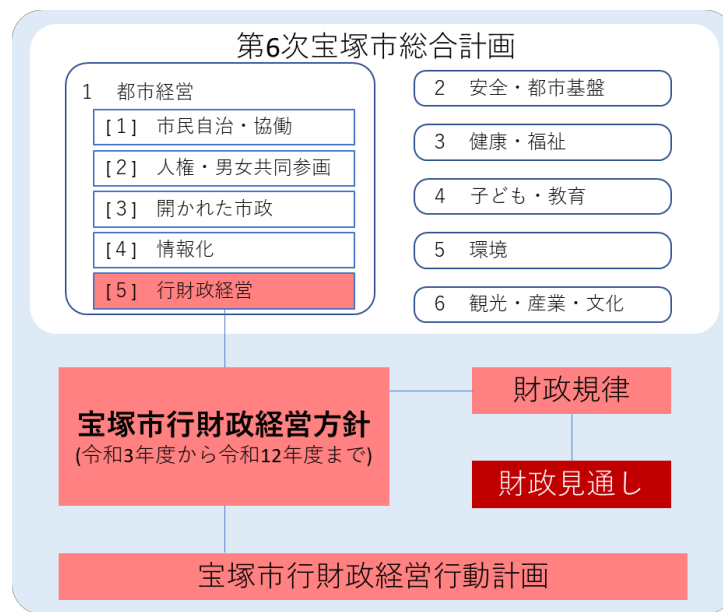 第6次宝塚市総合計画
1 都市経営
[1] 市民自治・協働
[2] 人権・男女共同参画
[3] 開かれた市政
[4] 情報化
[5] 行財政経営
2 安全・都市基盤
3 健康・福祉
4 子ども・教育
5 環境
6 観光・産業・文化
宝塚市行財政経営方針
(令和3年度から令和12年度まで)
財政規律
財政見通し
宝塚市行財政経営行動計画